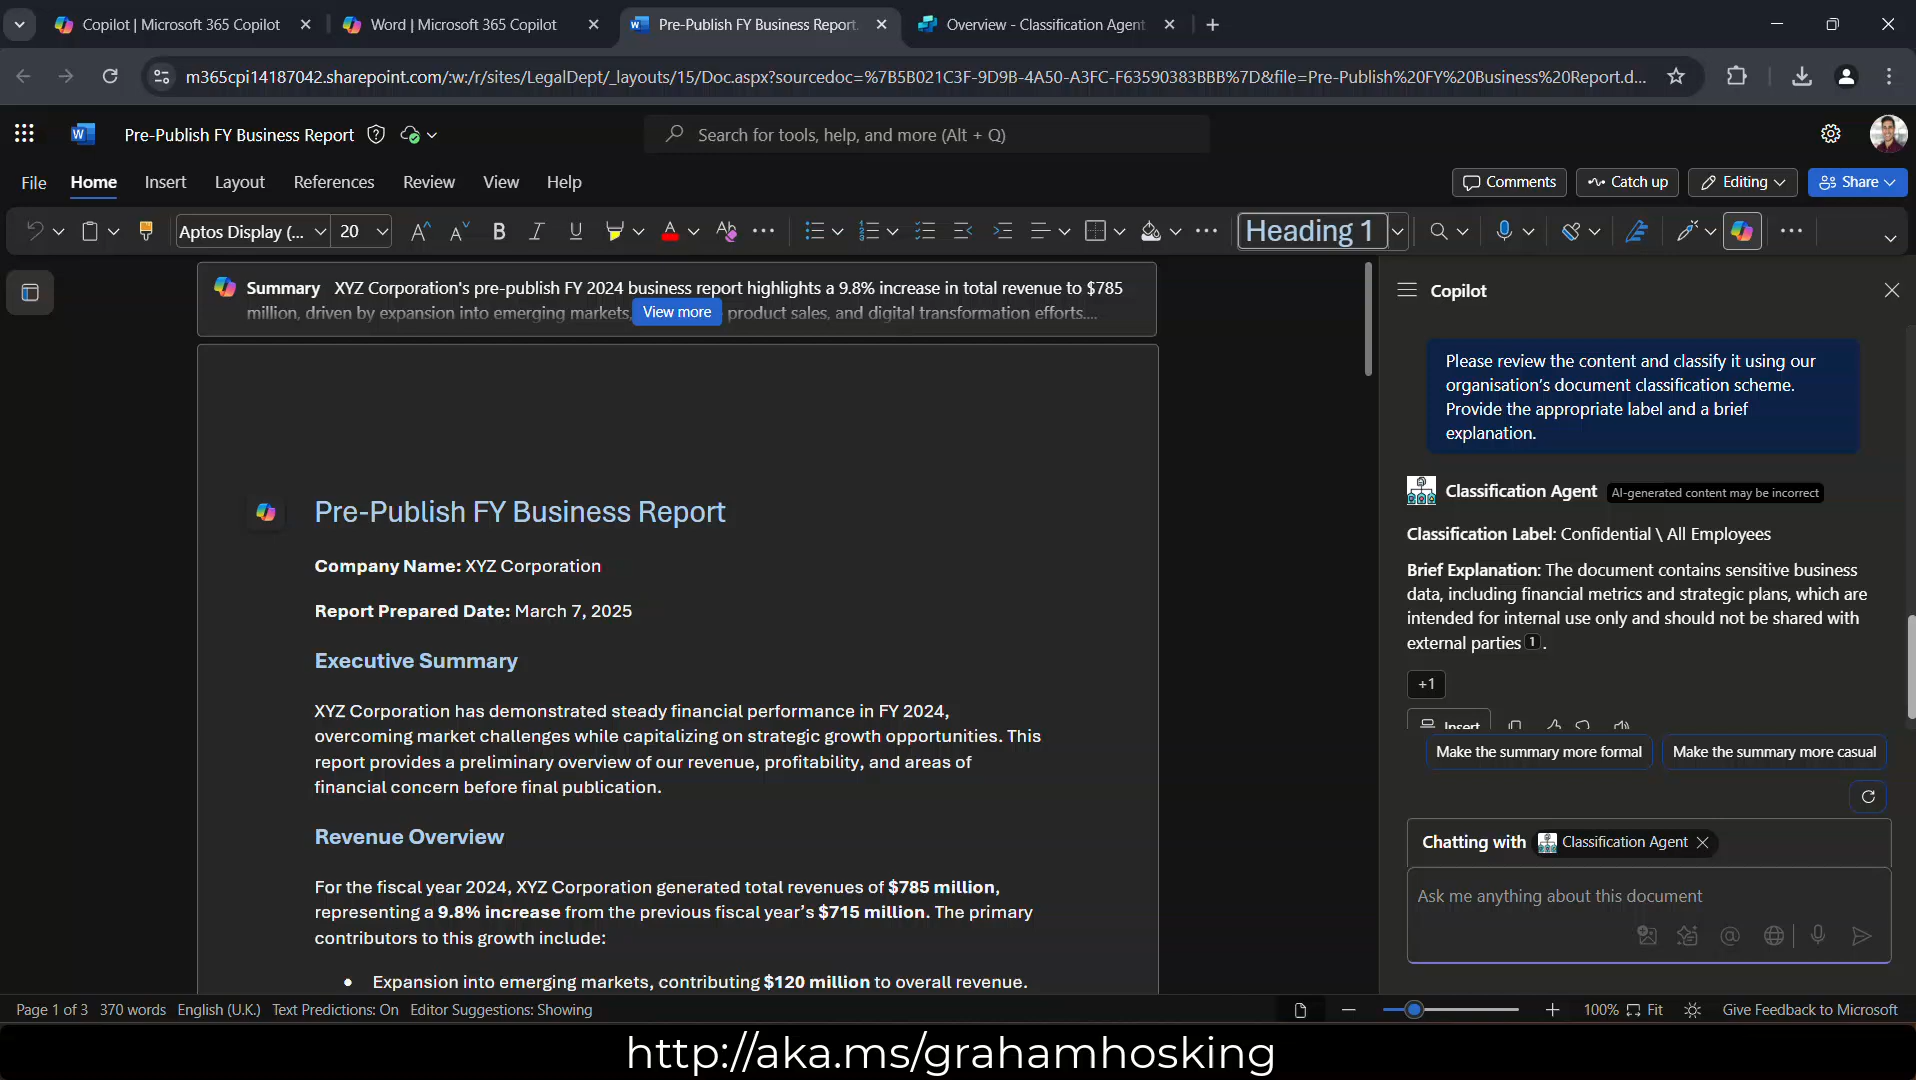 Copilot | Microsoft 365 Copilot
Word | Microsoft 365 Copilot
Pre-Publish FY Business Report.
Overview - Classification Agent
m365cpi14187042.sharepoint.com/:w:/r/sites/LegalDept/_layouts/15/Doc.aspx?sourcedoc=%7B5B021C3F-9D9B-4A50-A3FC-F63590383BBB%7D&file=Pre-Publish%20FY%20Business%20Report.d...
Pre-Publish FY Business Report
Search for tools, help, and more (Alt + Q)
File Home Insert Layout References Review View Help
Comments Catch up Editing Share
Aptos Display (... 20 Heading 1
Summary XYZ Corporation's pre-publish FY 2024 business report highlights a 9.8% increase in total revenue to $785
million, driven by expansion into emerging markets, View more product sales, and digital transformation efforts....
Pre-Publish FY Business Report
Company Name: XYZ Corporation
Report Prepared Date: March 7, 2025
Executive Summary
XYZ Corporation has demonstrated steady financial performance in FY 2024,
overcoming market challenges while capitalizing on strategic growth opportunities. This
report provides a preliminary overview of our revenue, profitability, and areas of
financial concern before final publication.
Revenue Overview
For the fiscal year 2024, XYZ Corporation generated total revenues of $785 million,
representing a 9.8% increase from the previous fiscal year’s $715 million. The primary
contributors to this growth include:
• Expansion into emerging markets, contributing $120 million to overall revenue.
Copilot
Please review the content and classify it using our
organisation’s document classification scheme.
Provide the appropriate label and a brief
explanation.
Classification Agent AI-generated content may be incorrect
Classification Label: Confidential \ All Employees
Brief Explanation: The document contains sensitive business
data, including financial metrics and strategic plans, which are
intended for internal use only and should not be shared with
external parties 1 .
+1
Insert
Make the summary more formal
Make the summary more casual
Chatting with Classification Agent
Ask me anything about this document
Page 1 of 3 370 words English (U.K.) Text Predictions: On Editor Suggestions: Showing
100% Fit Give Feedback to Microsoft
http://aka.ms/grahamhosking